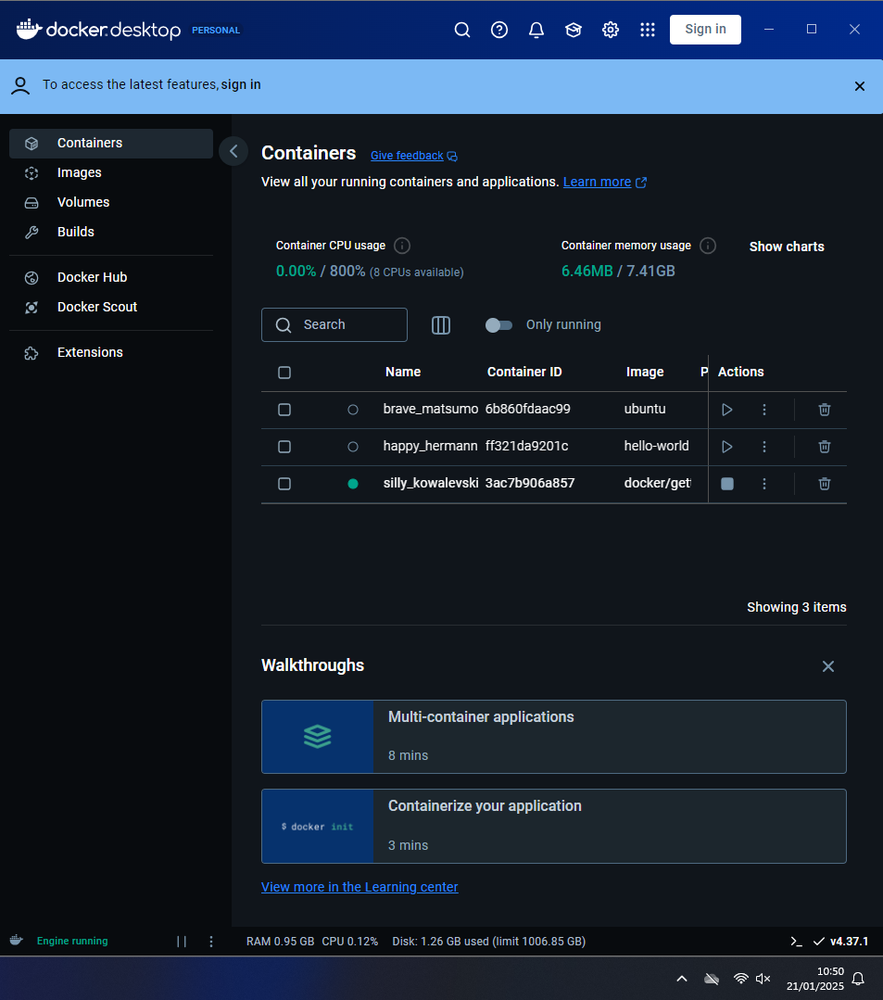 docker.desktop PERSONAL Sign in
To access the latest features, sign in
Containers
Images
Volumes
Builds
Docker Hub
Docker Scout
Extensions
Containers Give feedback
View all your running containers and applications. Learn more
Container CPU usage
0.00% / 800% (8 CPUs available)
Container memory usage
6.46MB / 7.41GB
Show charts
Search
Only running
Name Container ID Image P Actions
brave_matsumo 6b860fdaac99 ubuntu
happy_hermann ff321da9201c hello-world
silly_kowalevski 3ac7b906a857 docker/get
Showing 3 items
Walkthroughs
Multi-container applications
8 mins
$ docker init
Containerize your application
3 mins
View more in the Learning center
Engine running RAM 0.95 GB CPU 0.12% Disk: 1.26 GB used (limit 1006.85 GB) v4.37.1
10:50
21/01/2025